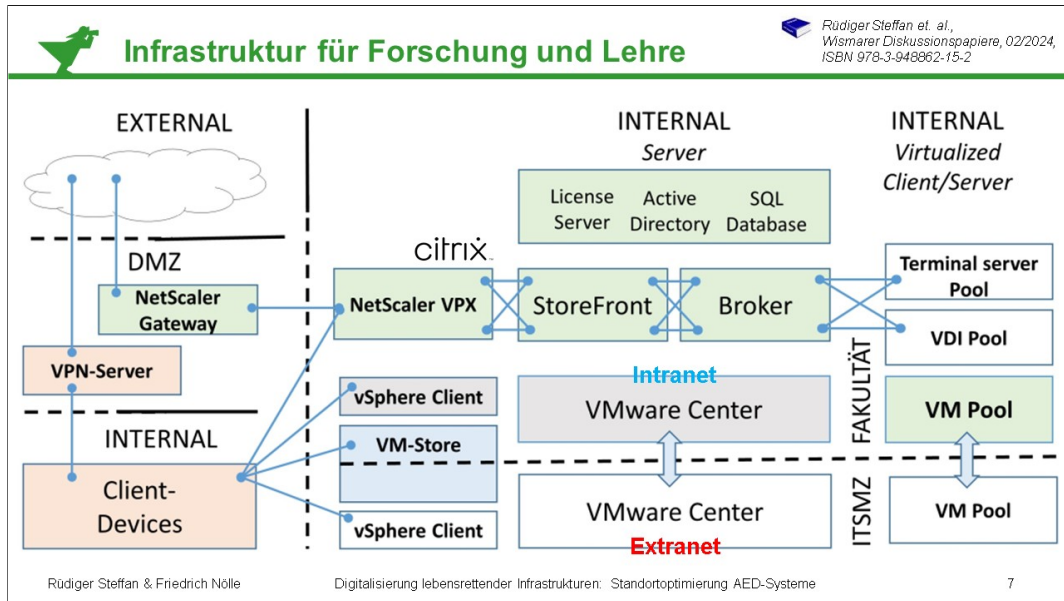 Infrastruktur für Forschung und Lehre
Rüdiger Steffan et. al.,
Wismarer Diskussionspapiere, 02/2024,
ISBN 978-3-948862-15-2
EXTERNAL
DMZ
NetScaler
Gateway
VPN-Server
INTERNAL
Client-
Devices
INTERNAL
Server
License
Server
Active
Directory
SQL
Database
citrix
NetScaler VPX
StoreFront
Broker
vSphere Client
VM-Store
vSphere Client
Intranet
VMware Center
VMware Center
Extranet
INTERNAL
Virtualized
Client/Server
Terminal server
Pool
VDI Pool
FAKULTÄT
VM Pool
ITSMZ
VM Pool
Rüdiger Steffan & Friedrich Nölle
Digitalisierung lebensrettender Infrastrukturen: Standortoptimierung AED-Systeme
7